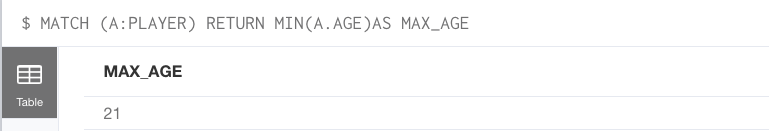 $ MATCH (A:PLAYER) RETURN MIN(A.AGE)AS MAX_AGE
MAX_AGE
Table
21